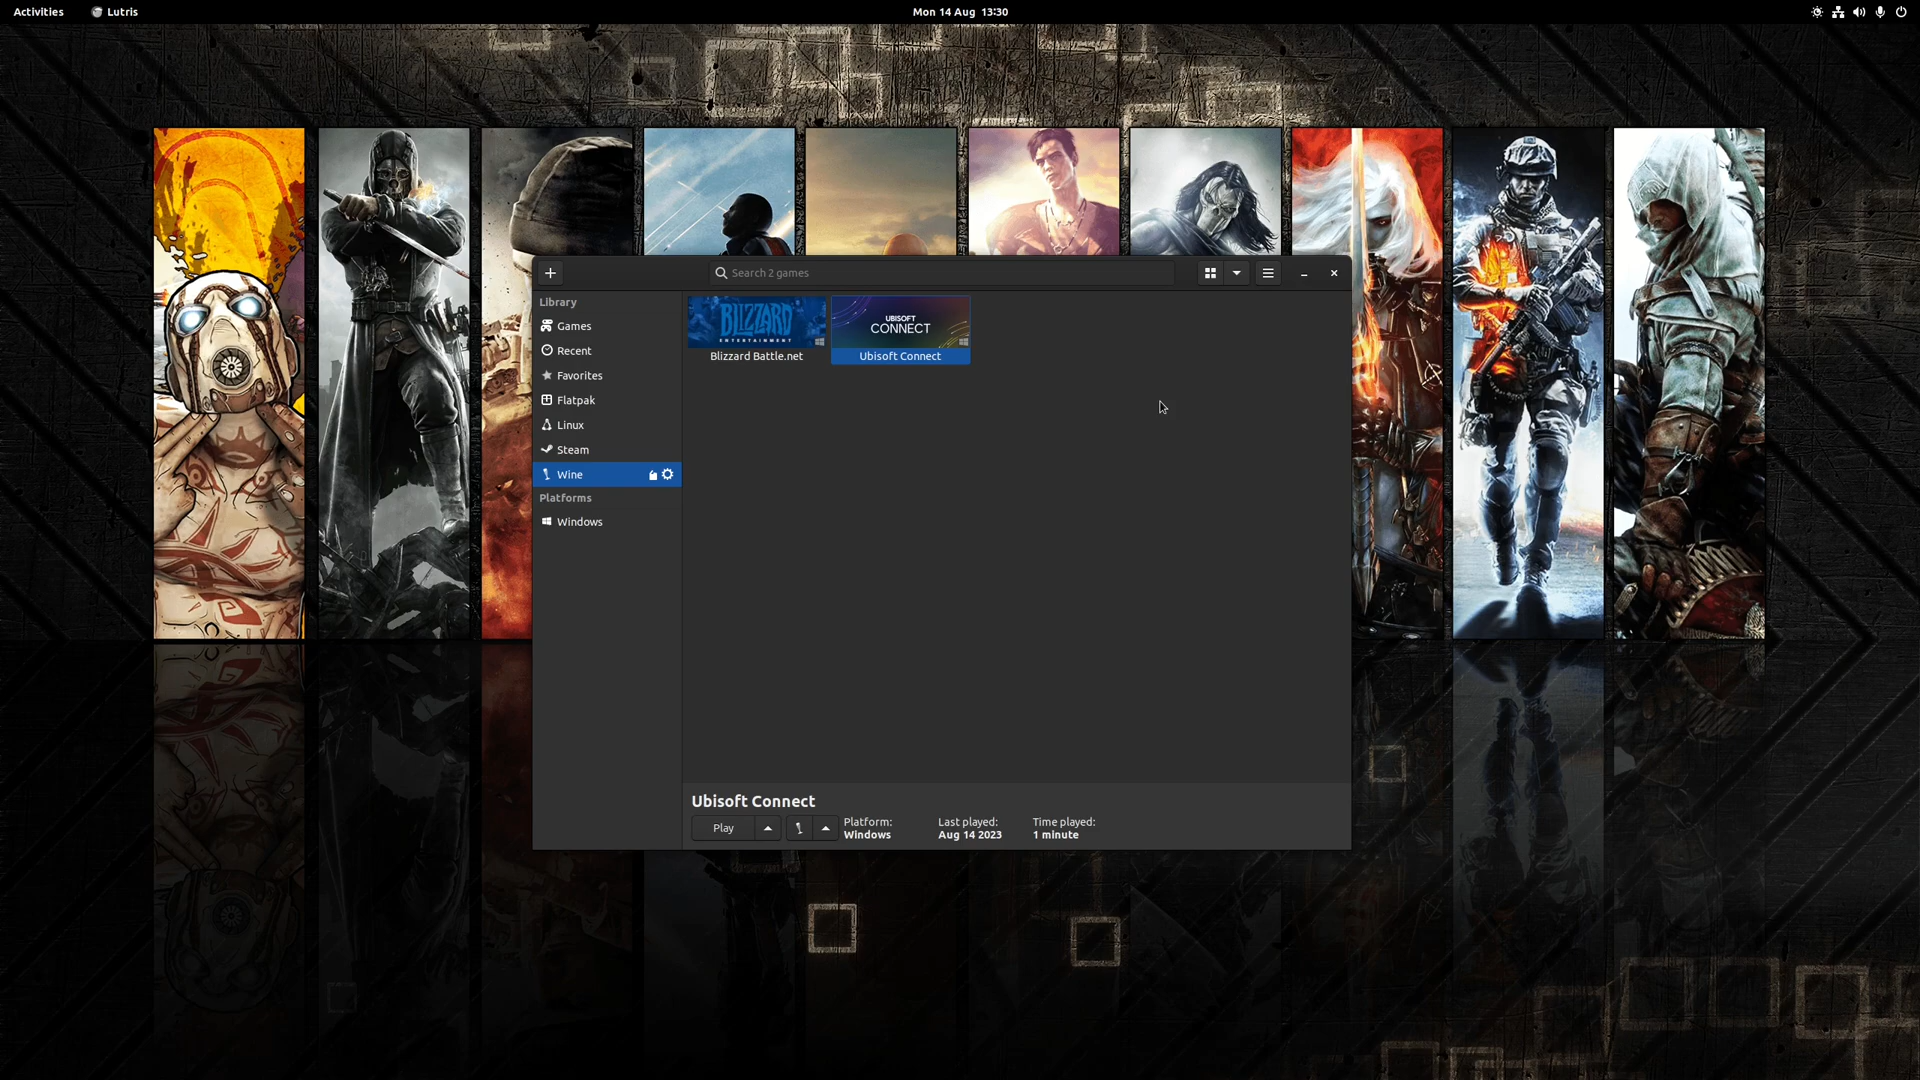 Activities
Lutris
Mon 14 Aug 13:30
Search 2 games
Library
Games
Recent
Favorites
Flatpak
Linux
Steam
Wine
Platforms
Windows
BLIZZARD
ENTERTAINMENT
Blizzard Battle.net
UBISOFT
CONNECT
Ubisoft Connect
Ubisoft Connect
Play
Platform:
Windows
Last played:
Aug 14 2023
Time played:
1 minute